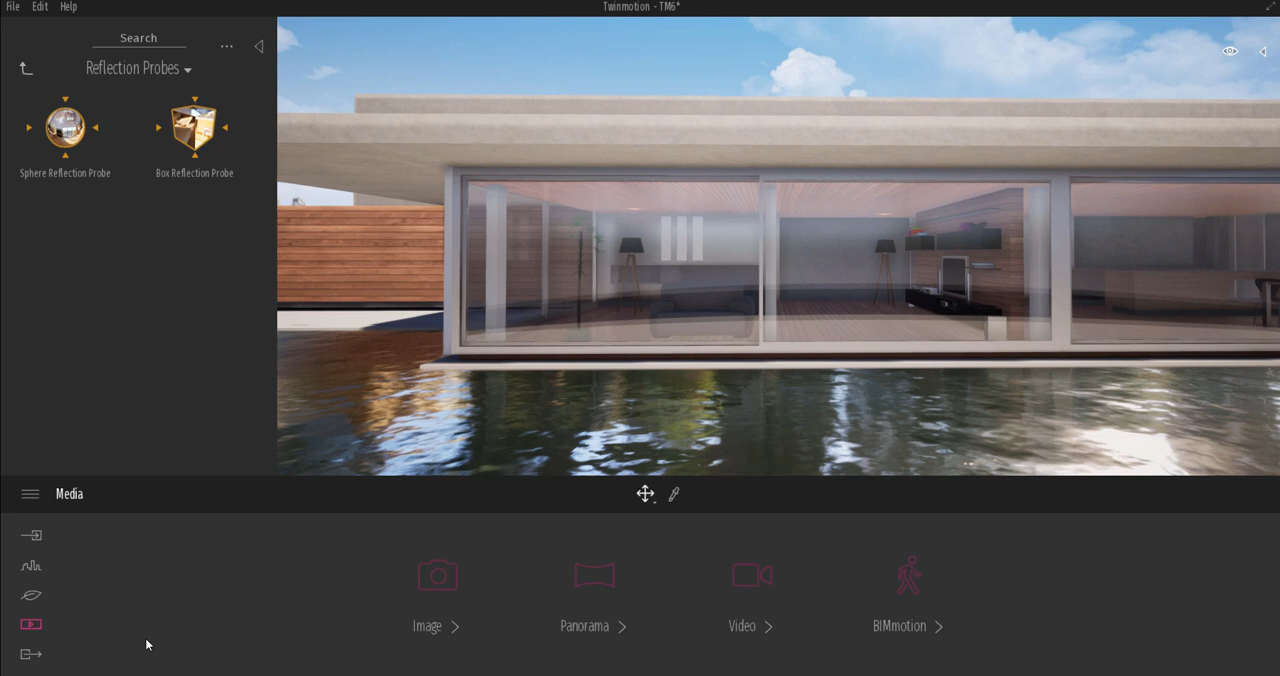 File Edit Help
Twinmotion - TM6*
Search
...
Reflection Probes
Sphere Reflection Probe
Box Reflection Probe
Media
Image
Panorama
Video
BIMmotion